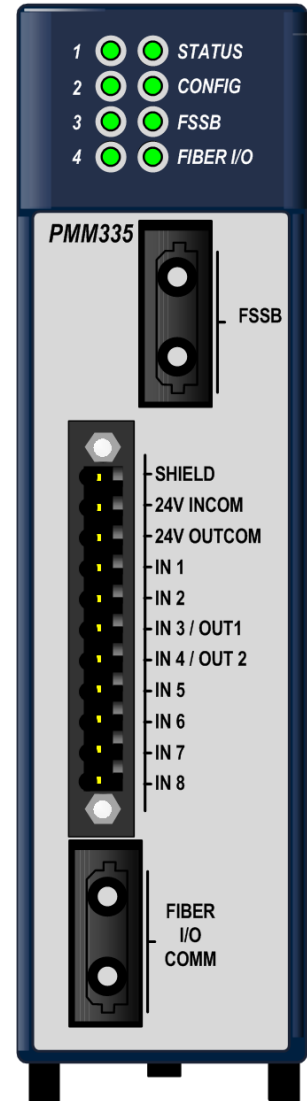 1 STATUS
2 CONFIG
3 FSSB
4 FIBER I/O
PMM335
FSSB
SHIELD
24V INCOM
24V OUTCOM
IN 1
IN 2
IN 3 / OUT1
IN 4 / OUT 2
IN 5
IN 6
IN 7
IN 8
FIBER
I/O
COMM